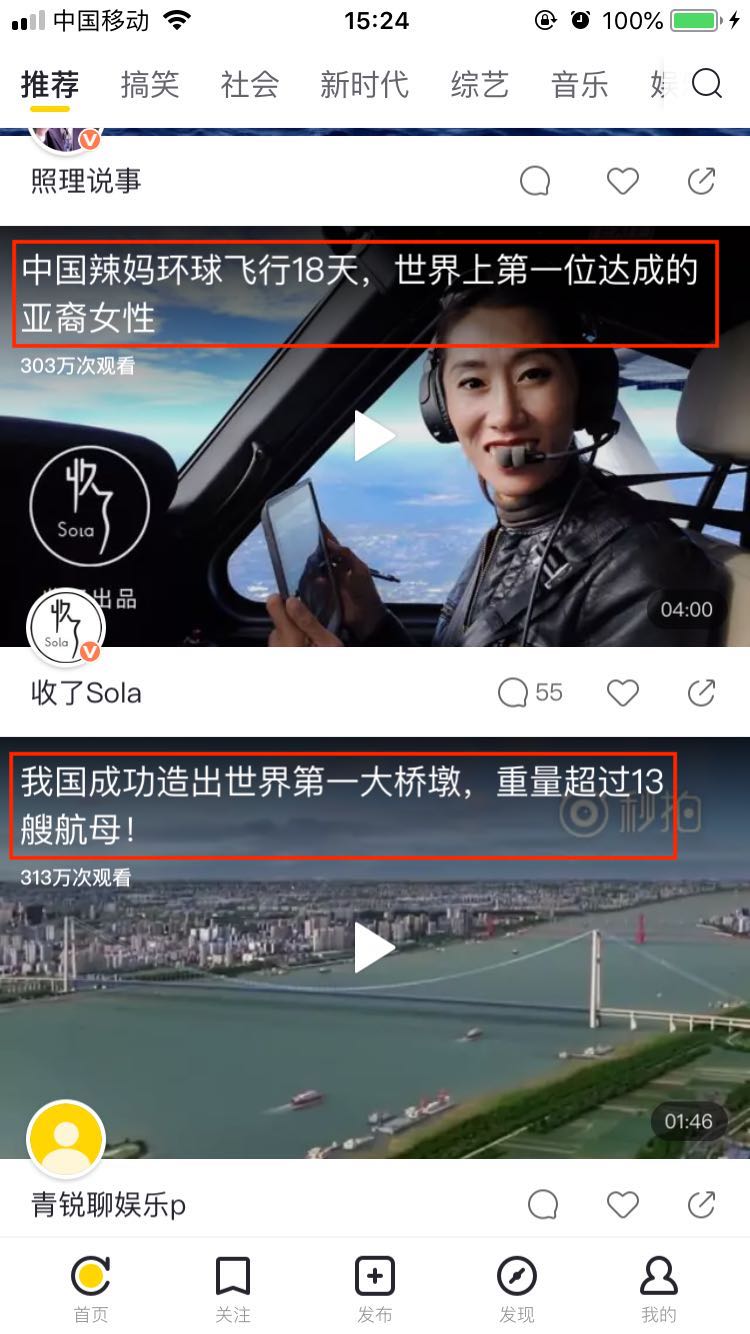 中国移动 15:24 100%
推荐 搞笑 社会 新时代 综艺 音乐
照理说事
中国辣妈环球飞行18天，世界上第一位达成的
亚裔女性
303万次观看
收了
Sola
出品
收了
Sola
04:00
收了Sola 55
我国成功造出世界第一大桥墩，重量超过13
艘航母！
秒拍
313万次观看
01:46
青锐聊娱乐p
首页 关注 发布 发现 我的